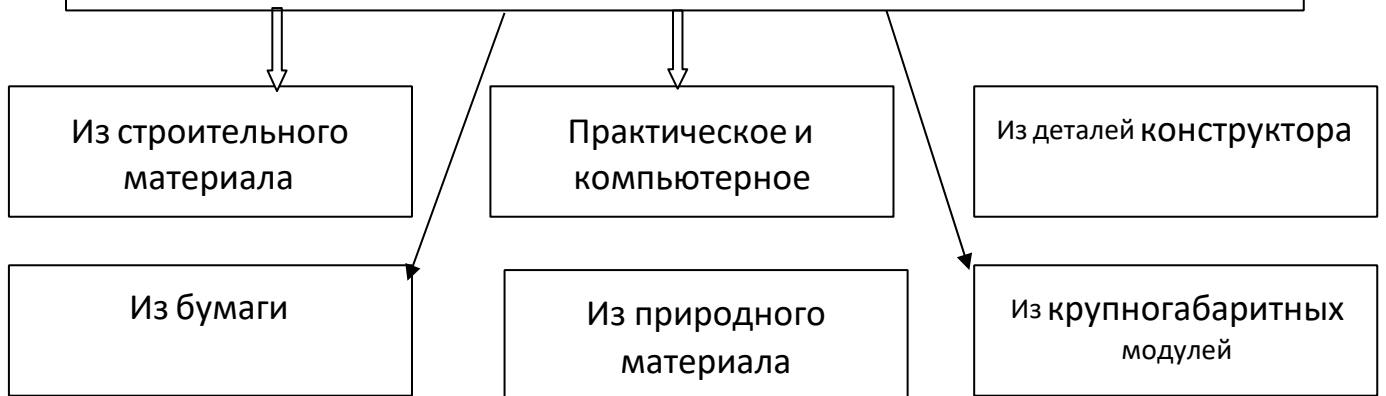 Из строительного
материала
Практическое и
компьютерное
Из деталей конструктора
Из бумаги
Из природного
материала
Из крупногабаритных
модулей